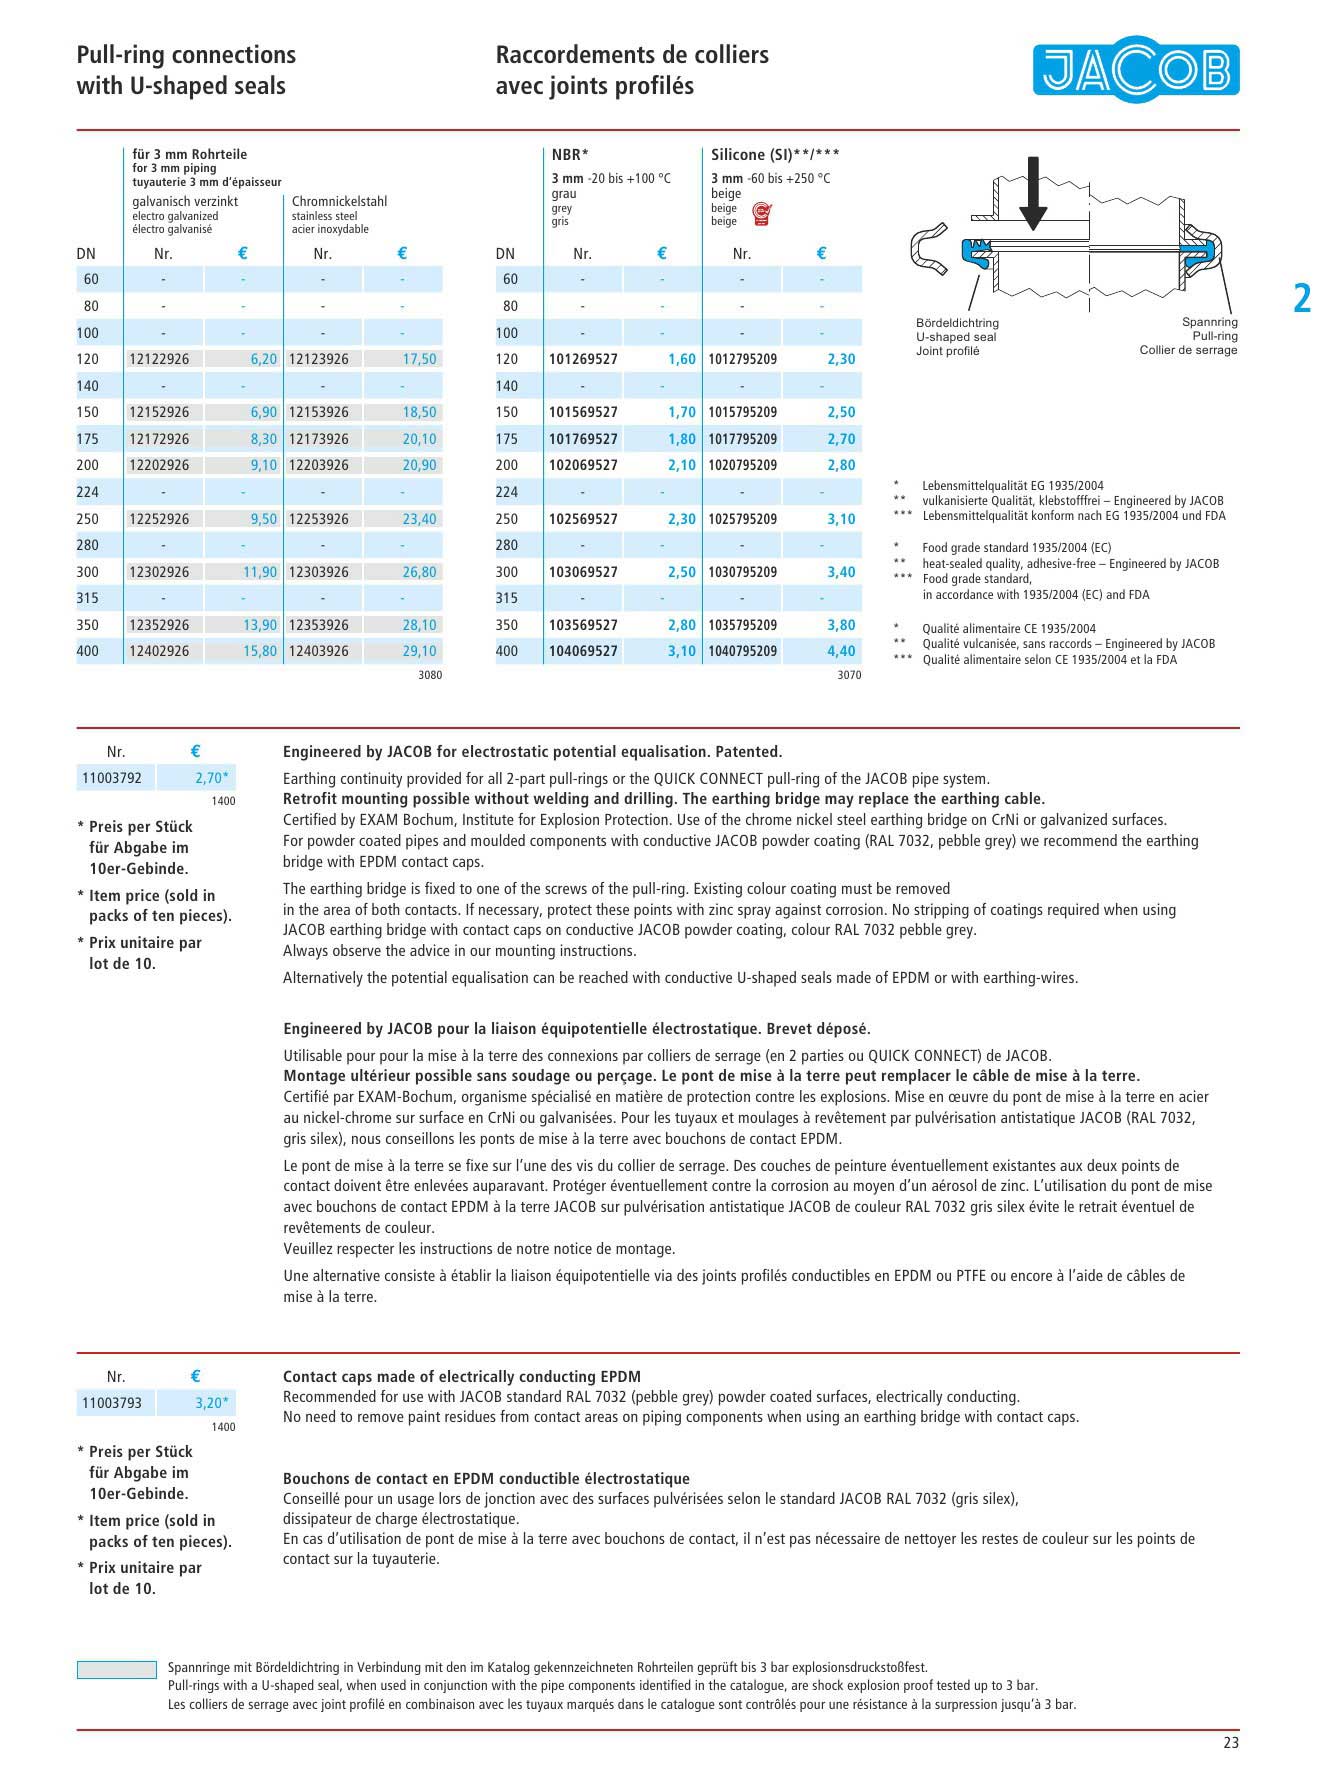 Pull-ring connections
with U-shaped seals
Raccordements de colliers
avec joints profilés
JACOB
für 3 mm Rohrteile
for 3 mm piping
tuyauterie 3 mm d’épaisseur
galvanisch verzinkt
electro galvanized
électro galvanisé
Chromnickelstahl
stainless steel
acier inoxydable
DN Nr. € Nr. €
60 - - - -
80 - - - -
100 - - - -
120 12122926 6,20 12123926 17,50
140 - - - -
150 12152926 6,90 12153926 18,50
175 12172926 8,30 12173926 20,10
200 12202926 9,10 12203926 20,90
224 - - - -
250 12252926 9,50 12253926 23,40
280 - - - -
300 12302926 11,90 12303926 26,80
315 - - - -
350 12352926 13,90 12353926 28,10
400 12402926 15,80 12403926 29,10
3080
NBR*
3 mm -20 bis +100 °C
grau
grey
gris
Silicone (SI)**/***
3 mm -60 bis +250 °C
beige
beige
beige
DN Nr. € Nr. €
60 - - - -
80 - - - -
100 - - - -
120 101269527 1,60 1012795209 2,30
140 - - - -
150 101569527 1,70 1015795209 2,50
175 101769527 1,80 1017795209 2,70
200 102069527 2,10 1020795209 2,80
224 - - - -
250 102569527 2,30 1025795209 3,10
280 - - - -
300 103069527 2,50 1030795209 3,40
315 - - - -
350 103569527 2,80 1035795209 3,80
400 104069527 3,10 1040795209 4,40
3070
Bördeldichtring
U-shaped seal
Joint profilé
Spannring
Pull-ring
Collier de serrage
2
* Lebensmittelqualität EG 1935/2004
** vulkanisierte Qualität, klebstofffrei – Engineered by JACOB
*** Lebensmittelqualität konform nach EG 1935/2004 und FDA
* Food grade standard 1935/2004 (EC)
** heat-sealed quality, adhesive-free – Engineered by JACOB
*** Food grade standard,
in accordance with 1935/2004 (EC) and FDA
* Qualité alimentaire CE 1935/2004
** Qualité vulcanisée, sans raccords – Engineered by JACOB
*** Qualité alimentaire selon CE 1935/2004 et la FDA
Nr. €
11003792 2,70*
1400
* Preis per Stück
für Abgabe im
10er-Gebinde.
* Item price (sold in
packs of ten pieces).
* Prix unitaire par
lot de 10.
Engineered by JACOB for electrostatic potential equalisation. Patented.
Earthing continuity provided for all 2-part pull-rings or the QUICK CONNECT pull-ring of the JACOB pipe system.
Retrofit mounting possible without welding and drilling. The earthing bridge may replace the earthing cable.
Certified by EXAM Bochum, Institute for Explosion Protection. Use of the chrome nickel steel earthing bridge on CrNi or galvanized surfaces.
For powder coated pipes and moulded components with conductive JACOB powder coating (RAL 7032, pebble grey) we recommend the earthing
bridge with EPDM contact caps.
The earthing bridge is fixed to one of the screws of the pull-ring. Existing colour coating must be removed
in the area of both contacts. If necessary, protect these points with zinc spray against corrosion. No stripping of coatings required when using
JACOB earthing bridge with contact caps on conductive JACOB powder coating, colour RAL 7032 pebble grey.
Always observe the advice in our mounting instructions.
Alternatively the potential equalisation can be reached with conductive U-shaped seals made of EPDM or with earthing-wires.
Engineered by JACOB pour la liaison équipotentielle électrostatique. Brevet déposé.
Utilisable pour pour la mise à la terre des connexions par colliers de serrage (en 2 parties ou QUICK CONNECT) de JACOB.
Montage ultérieur possible sans soudage ou perçage. Le pont de mise à la terre peut remplacer le câble de mise à la terre.
Certifié par EXAM-Bochum, organisme spécialisé en matière de protection contre les explosions. Mise en œuvre du pont de mise à la terre en acier
au nickel-chrome sur surface en CrNi ou galvanisées. Pour les tuyaux et moulages à revêtement par pulvérisation antistatique JACOB (RAL 7032,
gris silex), nous conseillons les ponts de mise à la terre avec bouchons de contact EPDM.
Le pont de mise à la terre se fixe sur l’une des vis du collier de serrage. Des couches de peinture éventuellement existantes aux deux points de
contact doivent être enlevées auparavant. Protéger éventuellement contre la corrosion au moyen d’un aérosol de zinc. L’utilisation du pont de mise
avec bouchons de contact EPDM à la terre JACOB sur pulvérisation antistatique JACOB de couleur RAL 7032 gris silex évite le retrait éventuel de
revêtements de couleur.
Veuillez respecter les instructions de notre notice de montage.
Une alternative consiste à établir la liaison équipotentielle via des joints profilés conductibles en EPDM ou PTFE ou encore à l’aide de câbles de
mise à la terre.
Nr. €
11003793 3,20*
1400
* Preis per Stück
für Abgabe im
10er-Gebinde.
* Item price (sold in
packs of ten pieces).
* Prix unitaire par
lot de 10.
Contact caps made of electrically conducting EPDM
Recommended for use with JACOB standard RAL 7032 (pebble grey) powder coated surfaces, electrically conducting.
No need to remove paint residues from contact areas on piping components when using an earthing bridge with contact caps.
Bouchons de contact en EPDM conductible électrostatique
Conseillé pour un usage lors de jonction avec des surfaces pulvérisées selon le standard JACOB RAL 7032 (gris silex),
dissipateur de charge électrostatique.
En cas d’utilisation de pont de mise à la terre avec bouchons de contact, il n’est pas nécessaire de nettoyer les restes de couleur sur les points de
contact sur la tuyauterie.
Spannringe mit Bördeldichtring in Verbindung mit den im Katalog gekennzeichneten Rohrteilen geprüft bis 3 bar explosionsdruckstoßfest.
Pull-rings with a U-shaped seal, when used in conjunction with the pipe components identified in the catalogue, are shock explosion proof tested up to 3 bar.
Les colliers de serrage avec joint profilé en combinaison avec les tuyaux marqués dans le catalogue sont contrôlés pour une résistance à la surpression jusqu’à 3 bar.
23